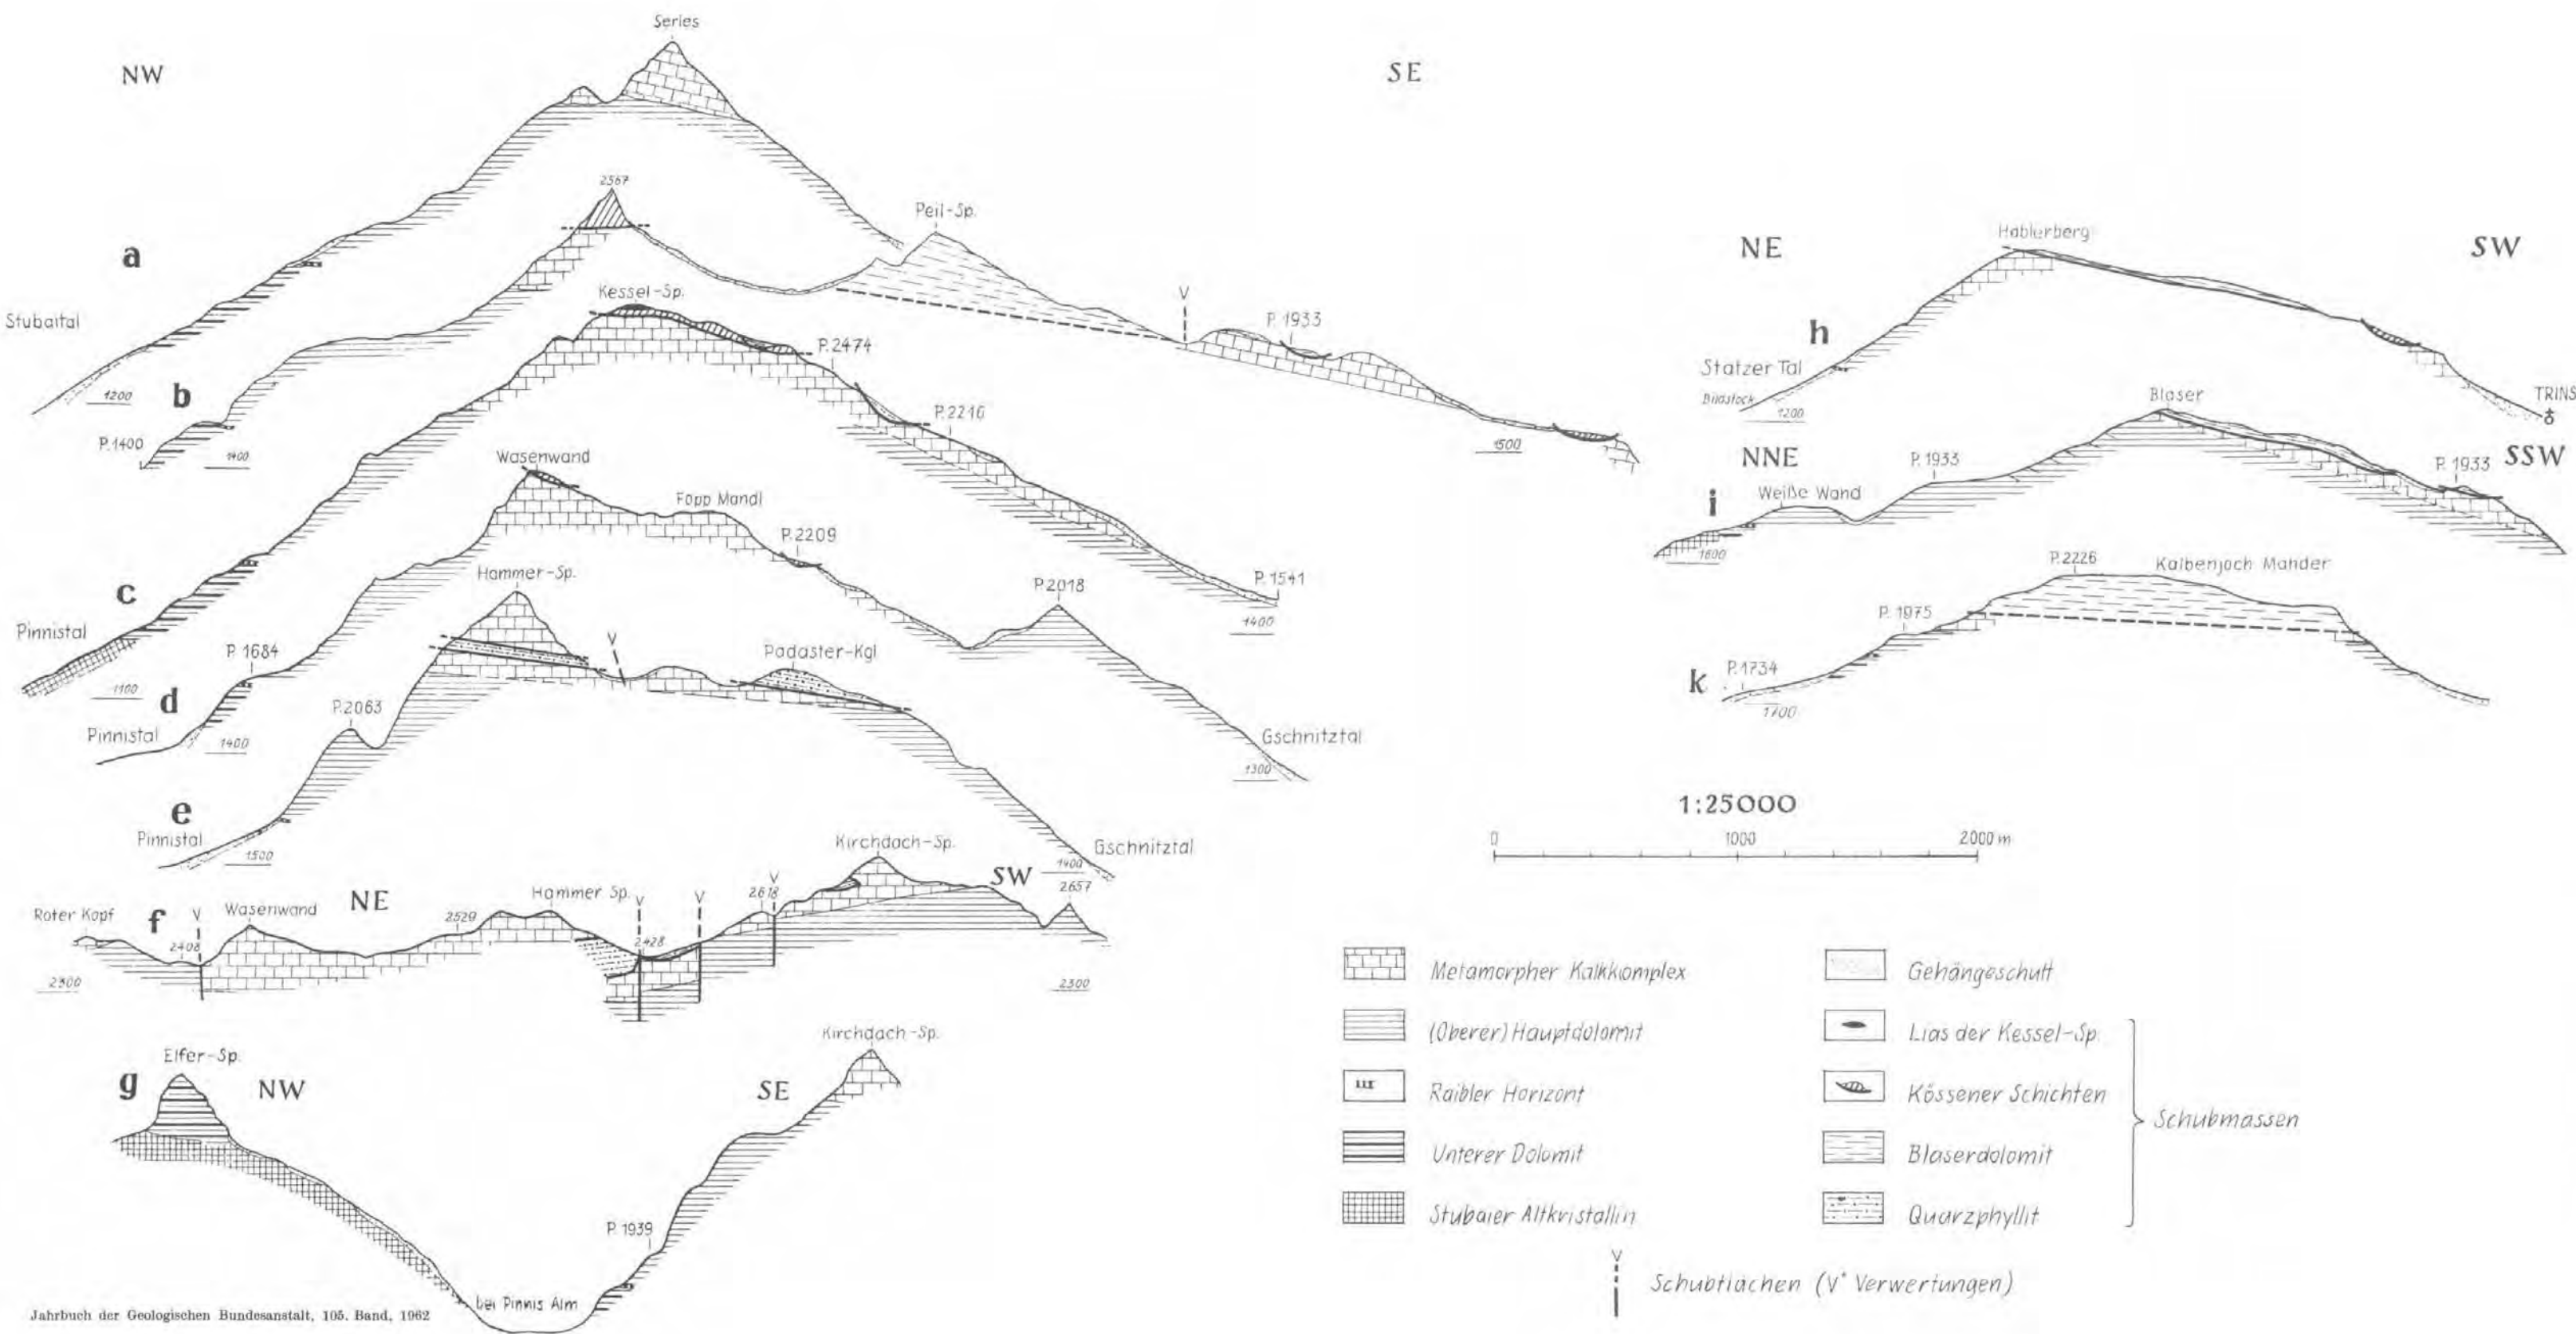 NW
Serles
SE
a
Stubaital
1200
2567
Peil-Sp.
V
P. 1933
1500
b
P.1400
1400
Kessel-Sp.
P.2474
P.2216
P.1541
1400
c
Pinnistal
1100
Wasenwand
Fopp Mandl
P.2209
P.2018
Gschnitztal
1300
d
P. 1684
Pinnistal
1400
Hammer-Sp.
V
Padaster-Kgl
P.2063
e
Pinnistal
1500
Gschnitztal
1400
NE
SW
f
Roter Kopf
2408
V
Wasenwand
2529
Hammer Sp.
V
2428
V
2618
V
Kirchdach-Sp.
2657
2300
2300
g
Elfer-Sp.
NW
SE
Kirchdach-Sp.
P. 1939
bei Pinnis Alm
NE
Hablerberg
SW
h
Statzer Tal
Bildstock
1200
TRINS
NNE
Blaser
SSW
i
Weiße Wand
P. 1933
P. 1933
1600
k
P.1734
P. 1975
P.2226
Kalbenjoch Mander
1700
1:25000
0 1000 2000 m
Metamorpher Kalkkomplex
(Oberer) Hauptdolomit
Raibler Horizont
Unterer Dolomit
Stubaier Altkristallin
Gehängeschutt
Lias der Kessel-Sp.
Kössener Schichten
Blaserdolomit
Quarzphyllit
Schubmassen
V
Schubflächen (V= Verwertungen)
Jahrbuch der Geologischen Bundesanstalt, 105. Band, 1962